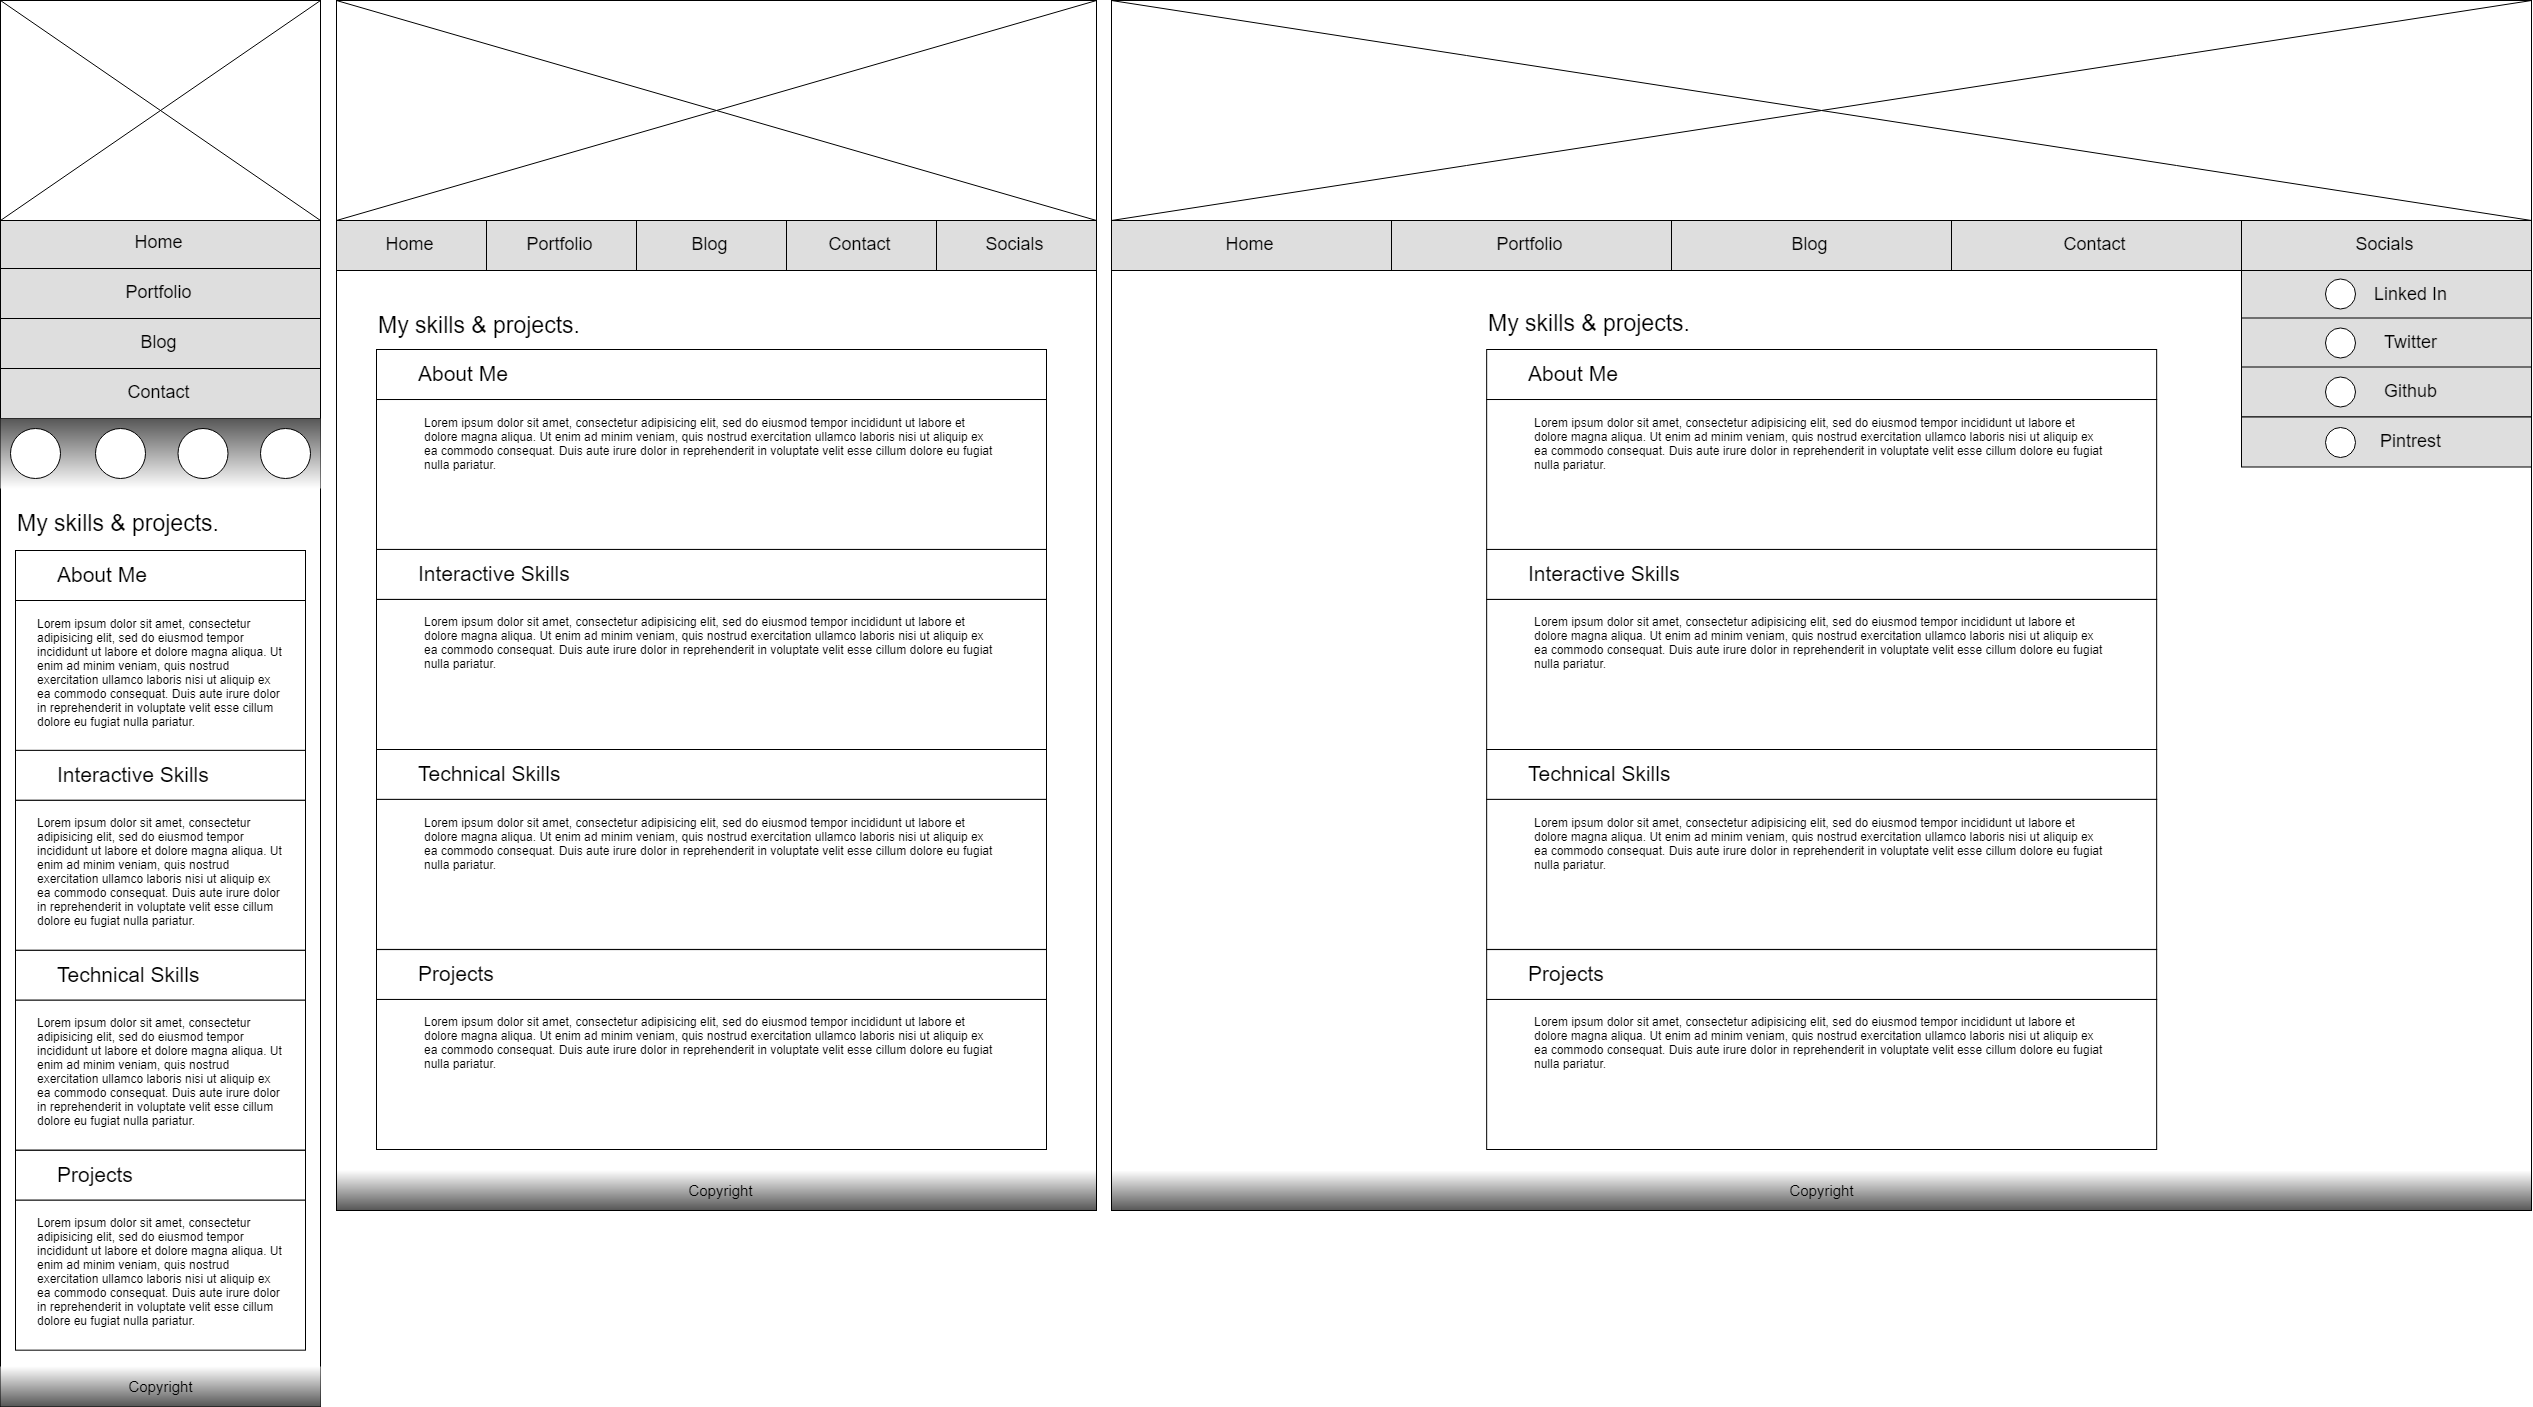 Home
Portfolio
Blog
Contact
My skills & projects.
About Me
Lorem ipsum dolor sit amet, consectetur
adipisicing elit, sed do eiusmod tempor
incididunt ut labore et dolore magna aliqua. Ut
enim ad minim veniam, quis nostrud
exercitation ullamco laboris nisi ut aliquip ex
ea commodo consequat. Duis aute irure dolor
in reprehenderit in voluptate velit esse cillum
dolore eu fugiat nulla pariatur.
Interactive Skills
Lorem ipsum dolor sit amet, consectetur
adipisicing elit, sed do eiusmod tempor
incididunt ut labore et dolore magna aliqua. Ut
enim ad minim veniam, quis nostrud
exercitation ullamco laboris nisi ut aliquip ex
ea commodo consequat. Duis aute irure dolor
in reprehenderit in voluptate velit esse cillum
dolore eu fugiat nulla pariatur.
Technical Skills
Lorem ipsum dolor sit amet, consectetur
adipisicing elit, sed do eiusmod tempor
incididunt ut labore et dolore magna aliqua. Ut
enim ad minim veniam, quis nostrud
exercitation ullamco laboris nisi ut aliquip ex
ea commodo consequat. Duis aute irure dolor
in reprehenderit in voluptate velit esse cillum
dolore eu fugiat nulla pariatur.
Projects
Lorem ipsum dolor sit amet, consectetur
adipisicing elit, sed do eiusmod tempor
incididunt ut labore et dolore magna aliqua. Ut
enim ad minim veniam, quis nostrud
exercitation ullamco laboris nisi ut aliquip ex
ea commodo consequat. Duis aute irure dolor
in reprehenderit in voluptate velit esse cillum
dolore eu fugiat nulla pariatur.
Copyright
Home Portfolio Blog Contact Socials
My skills & projects.
About Me
Lorem ipsum dolor sit amet, consectetur adipisicing elit, sed do eiusmod tempor incididunt ut labore et
dolore magna aliqua. Ut enim ad minim veniam, quis nostrud exercitation ullamco laboris nisi ut aliquip ex
ea commodo consequat. Duis aute irure dolor in reprehenderit in voluptate velit esse cillum dolore eu fugiat
nulla pariatur.
Interactive Skills
Lorem ipsum dolor sit amet, consectetur adipisicing elit, sed do eiusmod tempor incididunt ut labore et
dolore magna aliqua. Ut enim ad minim veniam, quis nostrud exercitation ullamco laboris nisi ut aliquip ex
ea commodo consequat. Duis aute irure dolor in reprehenderit in voluptate velit esse cillum dolore eu fugiat
nulla pariatur.
Technical Skills
Lorem ipsum dolor sit amet, consectetur adipisicing elit, sed do eiusmod tempor incididunt ut labore et
dolore magna aliqua. Ut enim ad minim veniam, quis nostrud exercitation ullamco laboris nisi ut aliquip ex
ea commodo consequat. Duis aute irure dolor in reprehenderit in voluptate velit esse cillum dolore eu fugiat
nulla pariatur.
Projects
Lorem ipsum dolor sit amet, consectetur adipisicing elit, sed do eiusmod tempor incididunt ut labore et
dolore magna aliqua. Ut enim ad minim veniam, quis nostrud exercitation ullamco laboris nisi ut aliquip ex
ea commodo consequat. Duis aute irure dolor in reprehenderit in voluptate velit esse cillum dolore eu fugiat
nulla pariatur.
Copyright
Home Portfolio Blog Contact Socials
Linked In
Twitter
Github
Pintrest
My skills & projects.
About Me
Lorem ipsum dolor sit amet, consectetur adipisicing elit, sed do eiusmod tempor incididunt ut labore et
dolore magna aliqua. Ut enim ad minim veniam, quis nostrud exercitation ullamco laboris nisi ut aliquip ex
ea commodo consequat. Duis aute irure dolor in reprehenderit in voluptate velit esse cillum dolore eu fugiat
nulla pariatur.
Interactive Skills
Lorem ipsum dolor sit amet, consectetur adipisicing elit, sed do eiusmod tempor incididunt ut labore et
dolore magna aliqua. Ut enim ad minim veniam, quis nostrud exercitation ullamco laboris nisi ut aliquip ex
ea commodo consequat. Duis aute irure dolor in reprehenderit in voluptate velit esse cillum dolore eu fugiat
nulla pariatur.
Technical Skills
Lorem ipsum dolor sit amet, consectetur adipisicing elit, sed do eiusmod tempor incididunt ut labore et
dolore magna aliqua. Ut enim ad minim veniam, quis nostrud exercitation ullamco laboris nisi ut aliquip ex
ea commodo consequat. Duis aute irure dolor in reprehenderit in voluptate velit esse cillum dolore eu fugiat
nulla pariatur.
Projects
Lorem ipsum dolor sit amet, consectetur adipisicing elit, sed do eiusmod tempor incididunt ut labore et
dolore magna aliqua. Ut enim ad minim veniam, quis nostrud exercitation ullamco laboris nisi ut aliquip ex
ea commodo consequat. Duis aute irure dolor in reprehenderit in voluptate velit esse cillum dolore eu fugiat
nulla pariatur.
Copyright